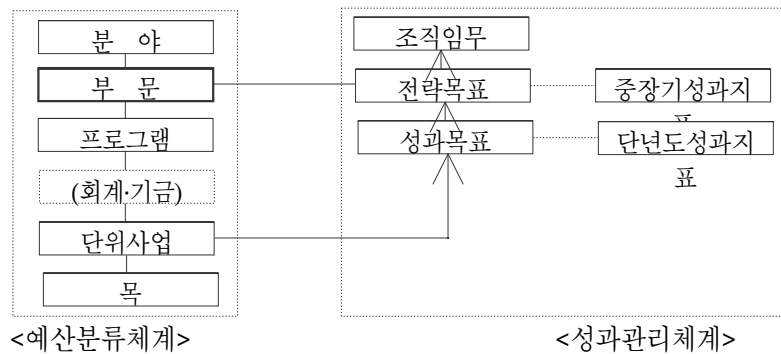 분 야
부 문
프로그램
(회계·기금)
단위사업
목
<예산분류체계>
조직임무
전략목표
중장기성과지
표
성과목표
단년도성과지
표
<성과관리체계>